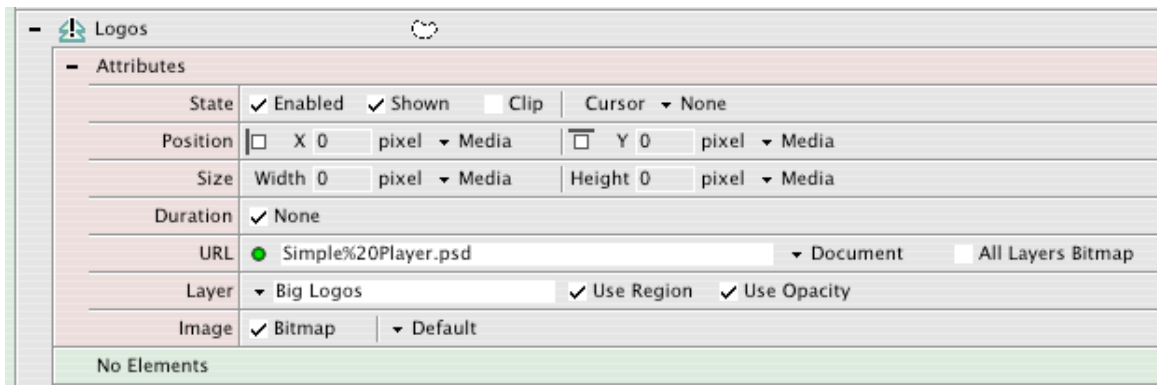 Logos
Attributes
State Enabled Shown Clip Cursor None
Position X 0 pixel Media Y 0 pixel Media
Size Width 0 pixel Media Height 0 pixel Media
Duration None
URL Simple%20Player.psd Document All Layers Bitmap
Layer Big Logos Use Region Use Opacity
Image Bitmap Default
No Elements